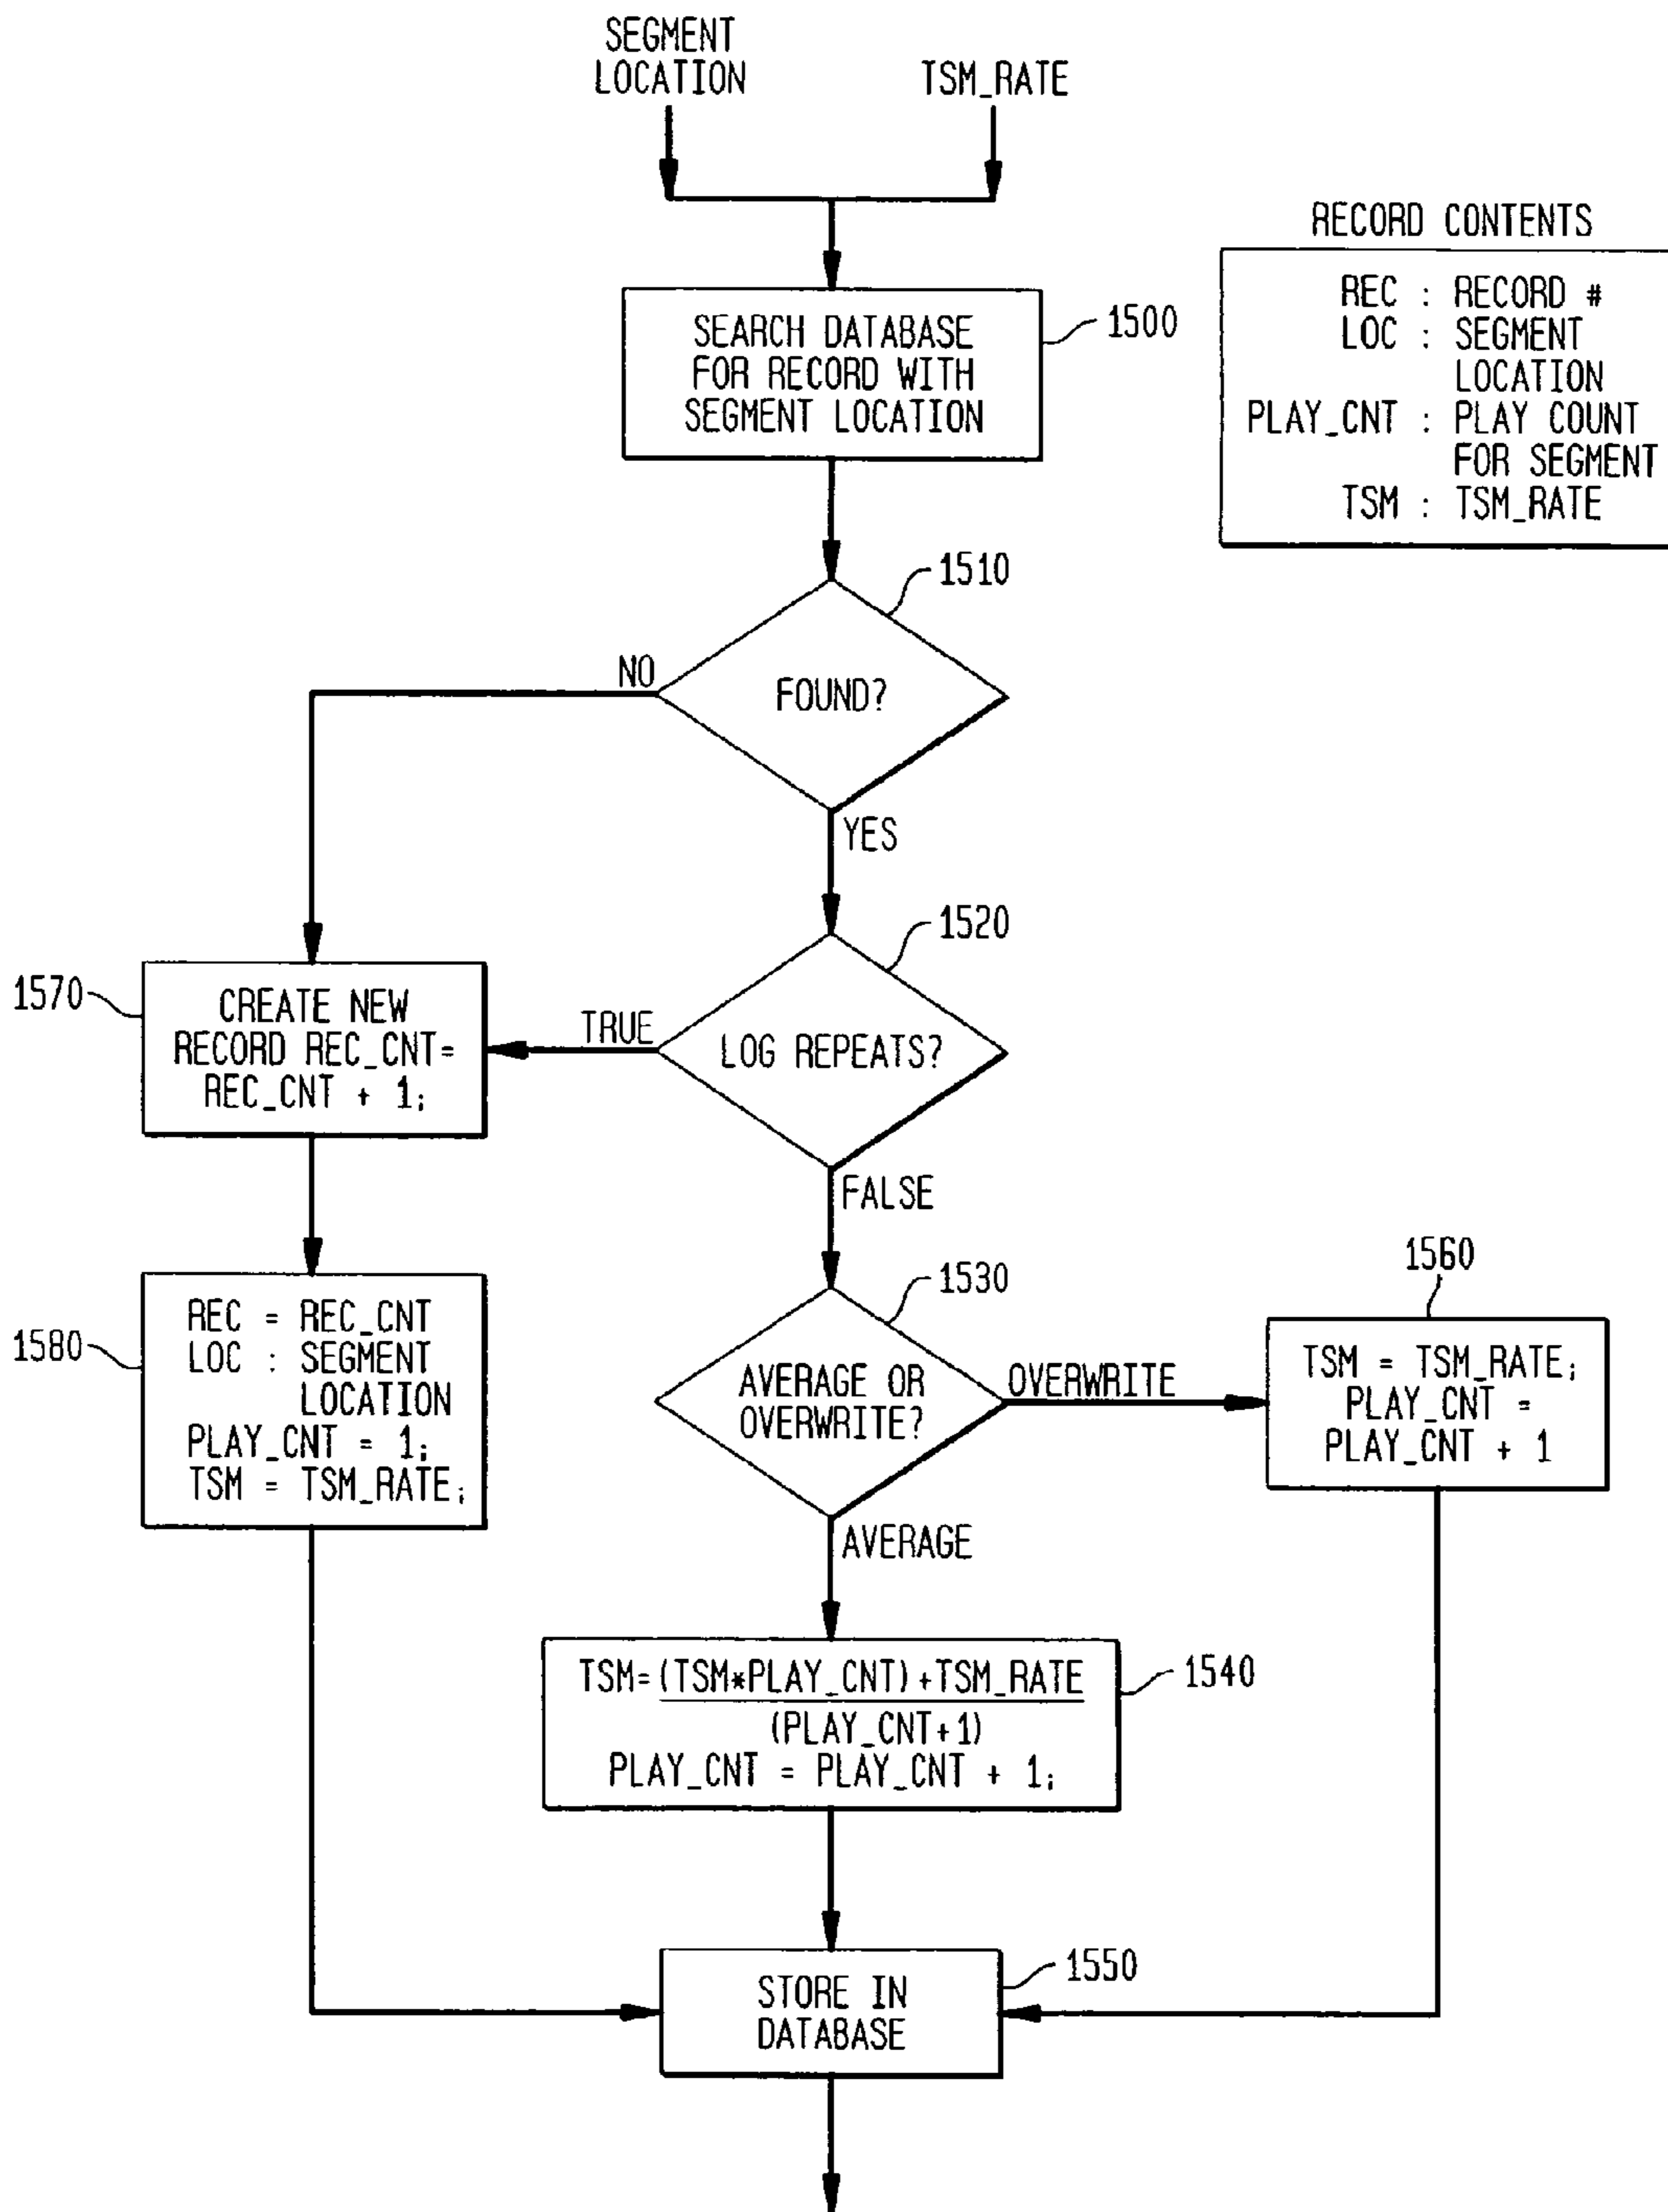 SEGMENT
LOCATION
TSM_RATE
RECORD CONTENTS
REC : RECORD #
LOC : SEGMENT
LOCATION
PLAY_CNT : PLAY COUNT
FOR SEGMENT
TSM : TSM_RATE
SEARCH DATABASE
FOR RECORD WITH
SEGMENT LOCATION
1500
1510
FOUND?
NO
YES
1520
LOG REPEATS?
TRUE
FALSE
1570
CREATE NEW
RECORD REC_CNT=
REC_CNT + 1;
1580
REC = REC_CNT
LOC : SEGMENT
LOCATION
PLAY_CNT = 1;
TSM = TSM_RATE;
1530
AVERAGE OR
OVERWRITE?
OVERWRITE
AVERAGE
1560
TSM = TSM_RATE;
PLAY_CNT =
PLAY_CNT + 1
TSM=(TSM*PLAY_CNT)+TSM_RATE
(PLAY_CNT+1)
PLAY_CNT = PLAY_CNT + 1;
1540
STORE IN
DATABASE
1550